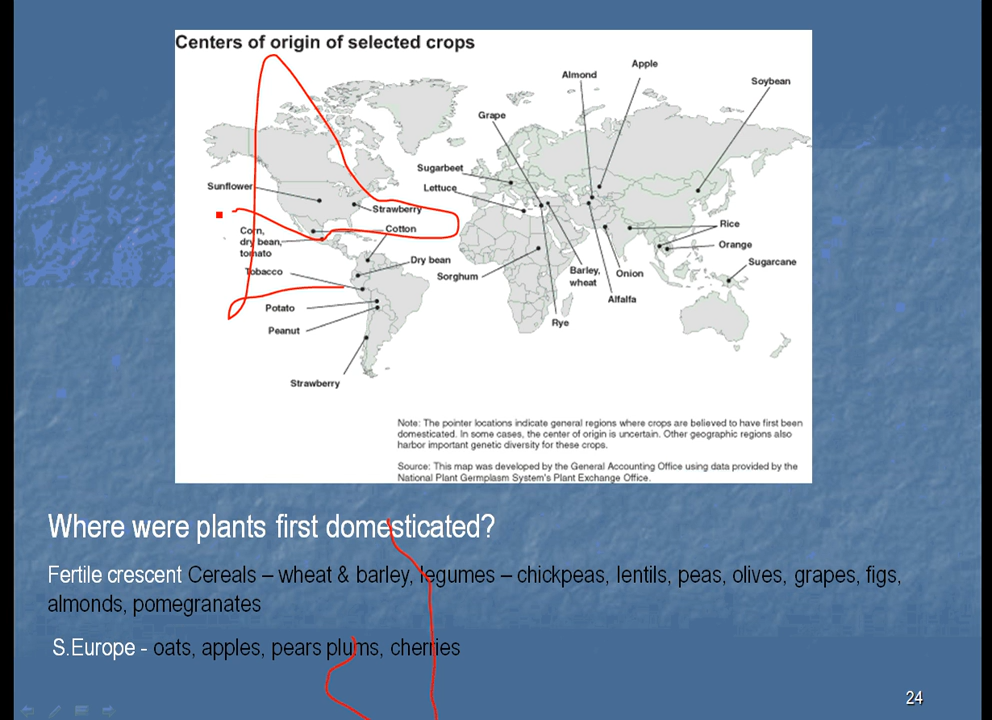 Centers of origin of selected crops
Apple
Almond
Soybean
Grape
Sugarbeet
Sunflower
Lettuce
Strawberry
Rice
Corn,
dry bean,
tomato
Cotton
Orange
Dry bean
Sugarcane
Tobacco
Sorghum
Barley,
wheat
Onion
Alfalfa
Potato
Rye
Peanut
Strawberry
Note: The pointer locations indicate general regions where crops are believed to have first been
domesticated. In some cases, the center of origin is uncertain. Other geographic regions also
harbor important genetic diversity for these crops.
Source: This map was developed by the General Accounting Office using data provided by the
National Plant Germplasm System's Plant Exchange Office.
Where were plants first domesticated?
Fertile crescent Cereals – wheat & barley, legumes – chickpeas, lentils, peas, olives, grapes, figs,
almonds, pomegranates
S.Europe - oats, apples, pears plums, cherries
24